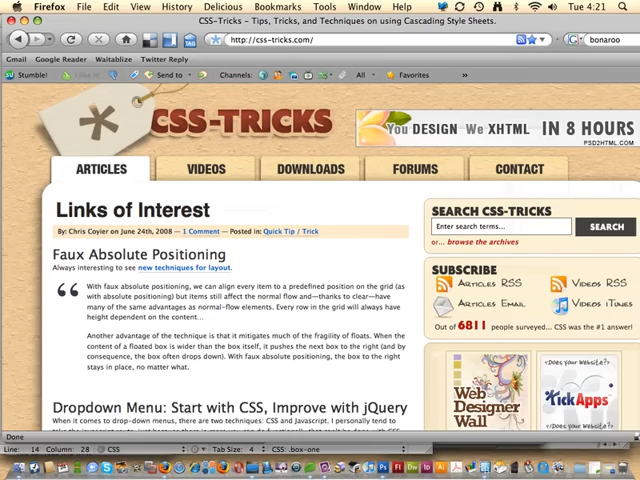 Firefox File Edit View History Delicious Bookmarks Tools Window Help Tue 4:21
CSS-Tricks - Tips, Tricks, and Techniques on using Cascading Style Sheets.
http://css-tricks.com/
bonaroo
Gmail Google Reader Waitablize Twitter Reply
Stumble! I like it! Send to Channels: All Favorites »
* CSS-TRICKS
You DESIGN We XHTML IN 8 HOURS
PSD2HTML.COM
ARTICLES VIDEOS DOWNLOADS FORUMS CONTACT
Links of Interest
By: Chris Coyier on June 24th, 2008 — 1 Comment — Posted in: Quick Tip / Trick
Faux Absolute Positioning
Always interesting to see new techniques for layout.
“ With faux absolute positioning, we can align every item to a predefined position on the grid (as
with absolute positioning) but items still affect the normal flow and—thanks to clear—have
many of the same advantages as normal-flow elements. Every row in the grid will always have
height dependent on the content...
Another advantage of the technique is that it mitigates much of the fragility of floats. When the
content of a floated box is wider than the box itself, it pushes the next box to the right (and by
consequence, the box often drops down). With faux absolute positioning, the box to the right
stays in place, no matter what.
Dropdown Menu: Start with CSS, Improve with jQuery
When it comes to drop-down menus, there are two techniques: CSS and Javascript. I personally tend to
SEARCH CSS-TRICKS
Enter search terms... SEARCH
or... browse the archives
SUBSCRIBE
Articles RSS Videos RSS
Articles Email Videos iTunes
Out of 6811 people surveyed... CSS was the #1 answer!
Web
Designer
Wall
<Does your Website?>
KickApps
<Does your Website?>
Done
Line: 14 Column: 28 CSS Tab Size: 4 CSS: .box-one